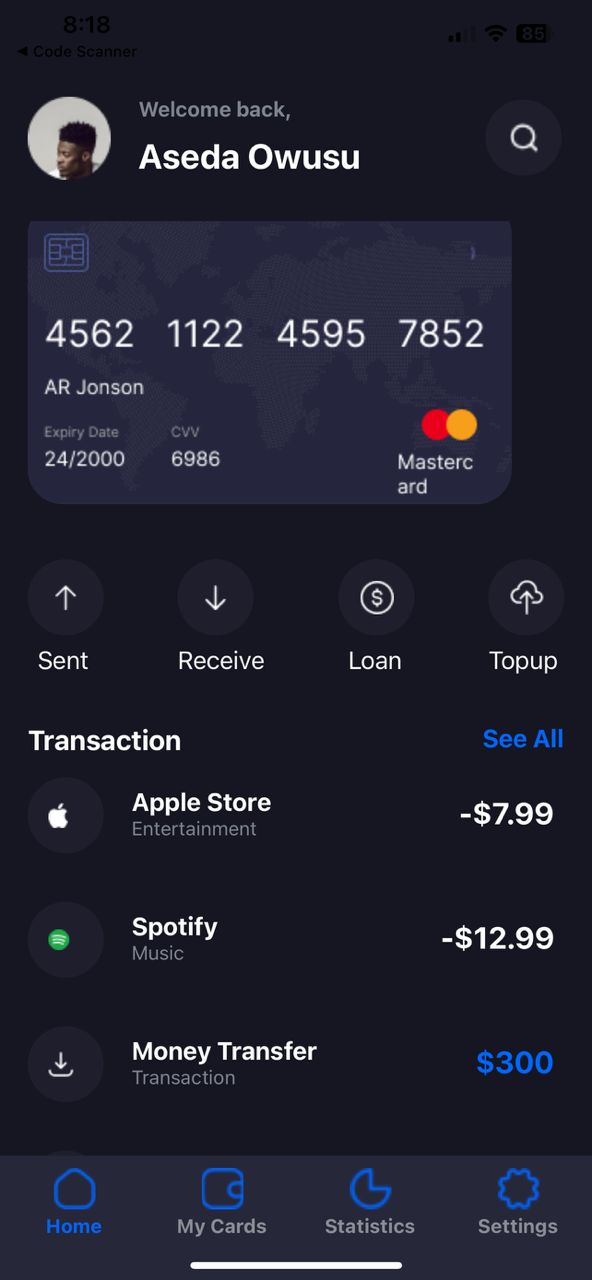 8:18
85
◀ Code Scanner
Welcome back,
Aseda Owusu
4562 1122 4595 7852
AR Jonson
Expiry Date CVV
24/2000 6986
Masterc
ard
Sent Receive Loan Topup
Transaction See All
Apple Store
Entertainment
-$7.99
Spotify
Music
-$12.99
Money Transfer
Transaction
$300
Home My Cards Statistics Settings